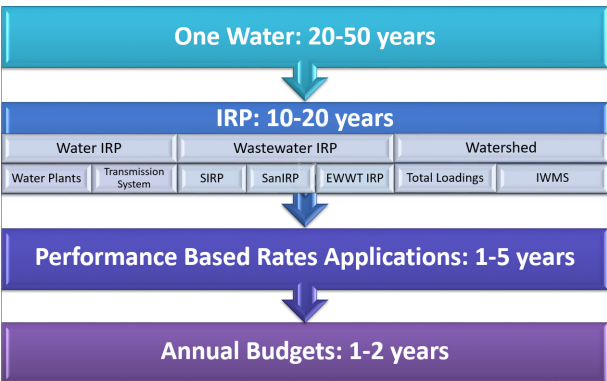 One Water: 20-50 years
IRP: 10-20 years
Water IRP
Wastewater IRP
Watershed
Water Plants
Transmission
System
SIRP
SanIRP
EWWT IRP
Total Loadings
IWMS
Performance Based Rates Applications: 1-5 years
Annual Budgets: 1-2 years